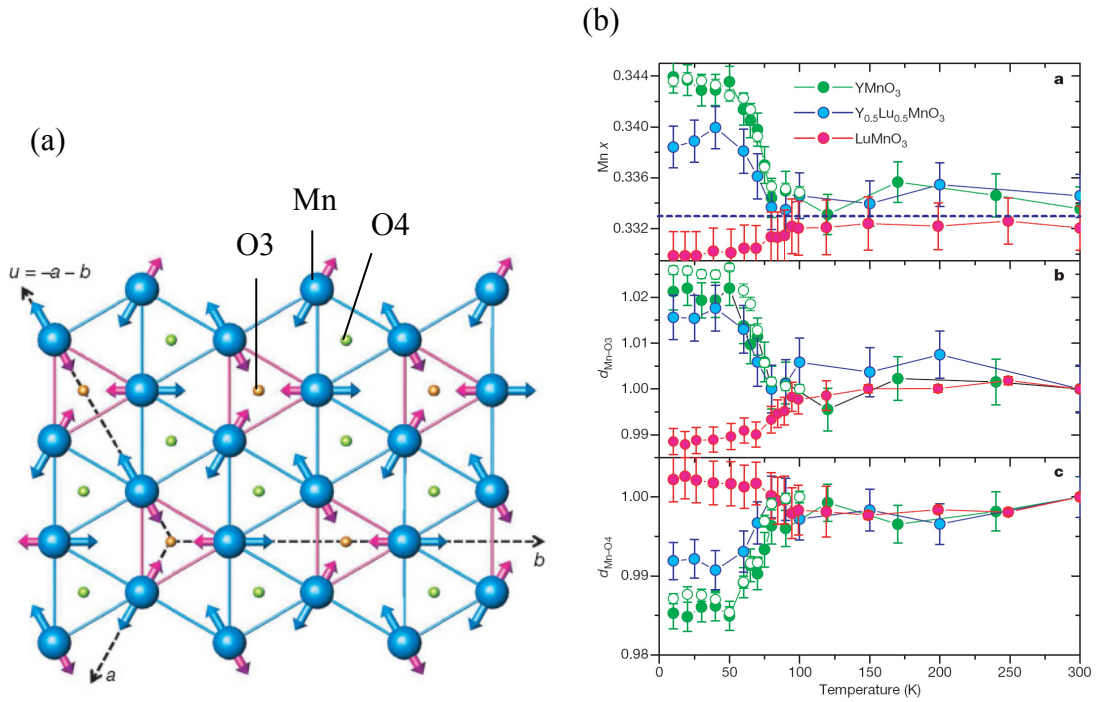 (a)
Mn
O3
O4
u = –a – b
b
a
(b)
a
YMnO3
Y0.5Lu0.5MnO3
LuMnO3
0.344
0.340
0.336
0.332
Mn x
b
1.02
1.01
1.00
0.99
dMn–O3
c
1.00
0.99
0.98
dMn–O4
0 50 100 150 200 250 300
Temperature (K)